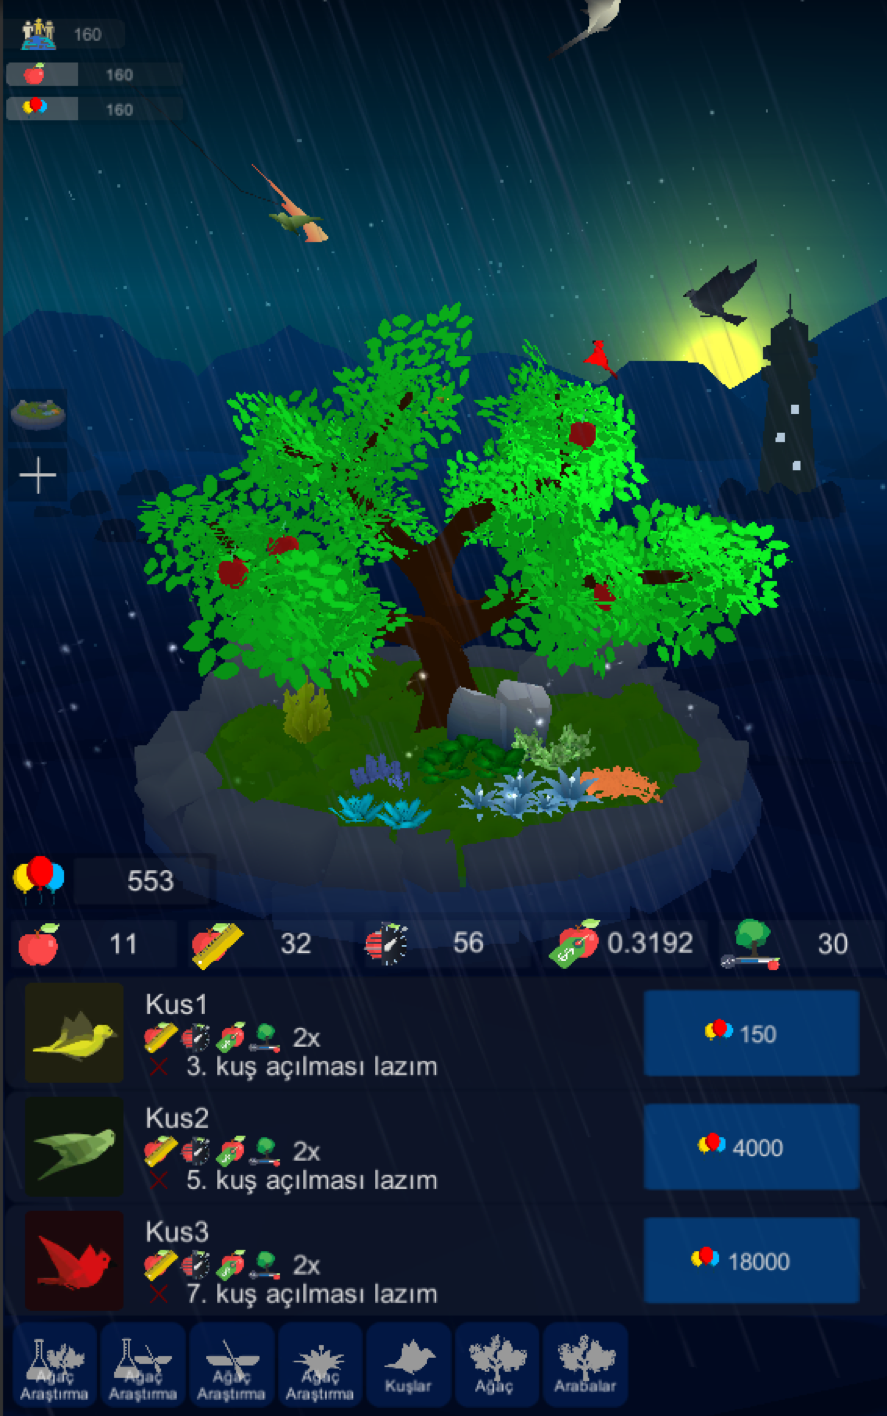 160
160
160
553
11 32 56 0.3192 30
Kus1
2x
3. kuş açılması lazım
150
Kus2
2x
5. kuş açılması lazım
4000
Kus3
2x
7. kuş açılması lazım
18000
Ağaç
Araştırma
Ağaç
Araştırma
Ağaç
Araştırma
Ağaç
Araştırma
Kuşlar
Ağaç
Arabalar